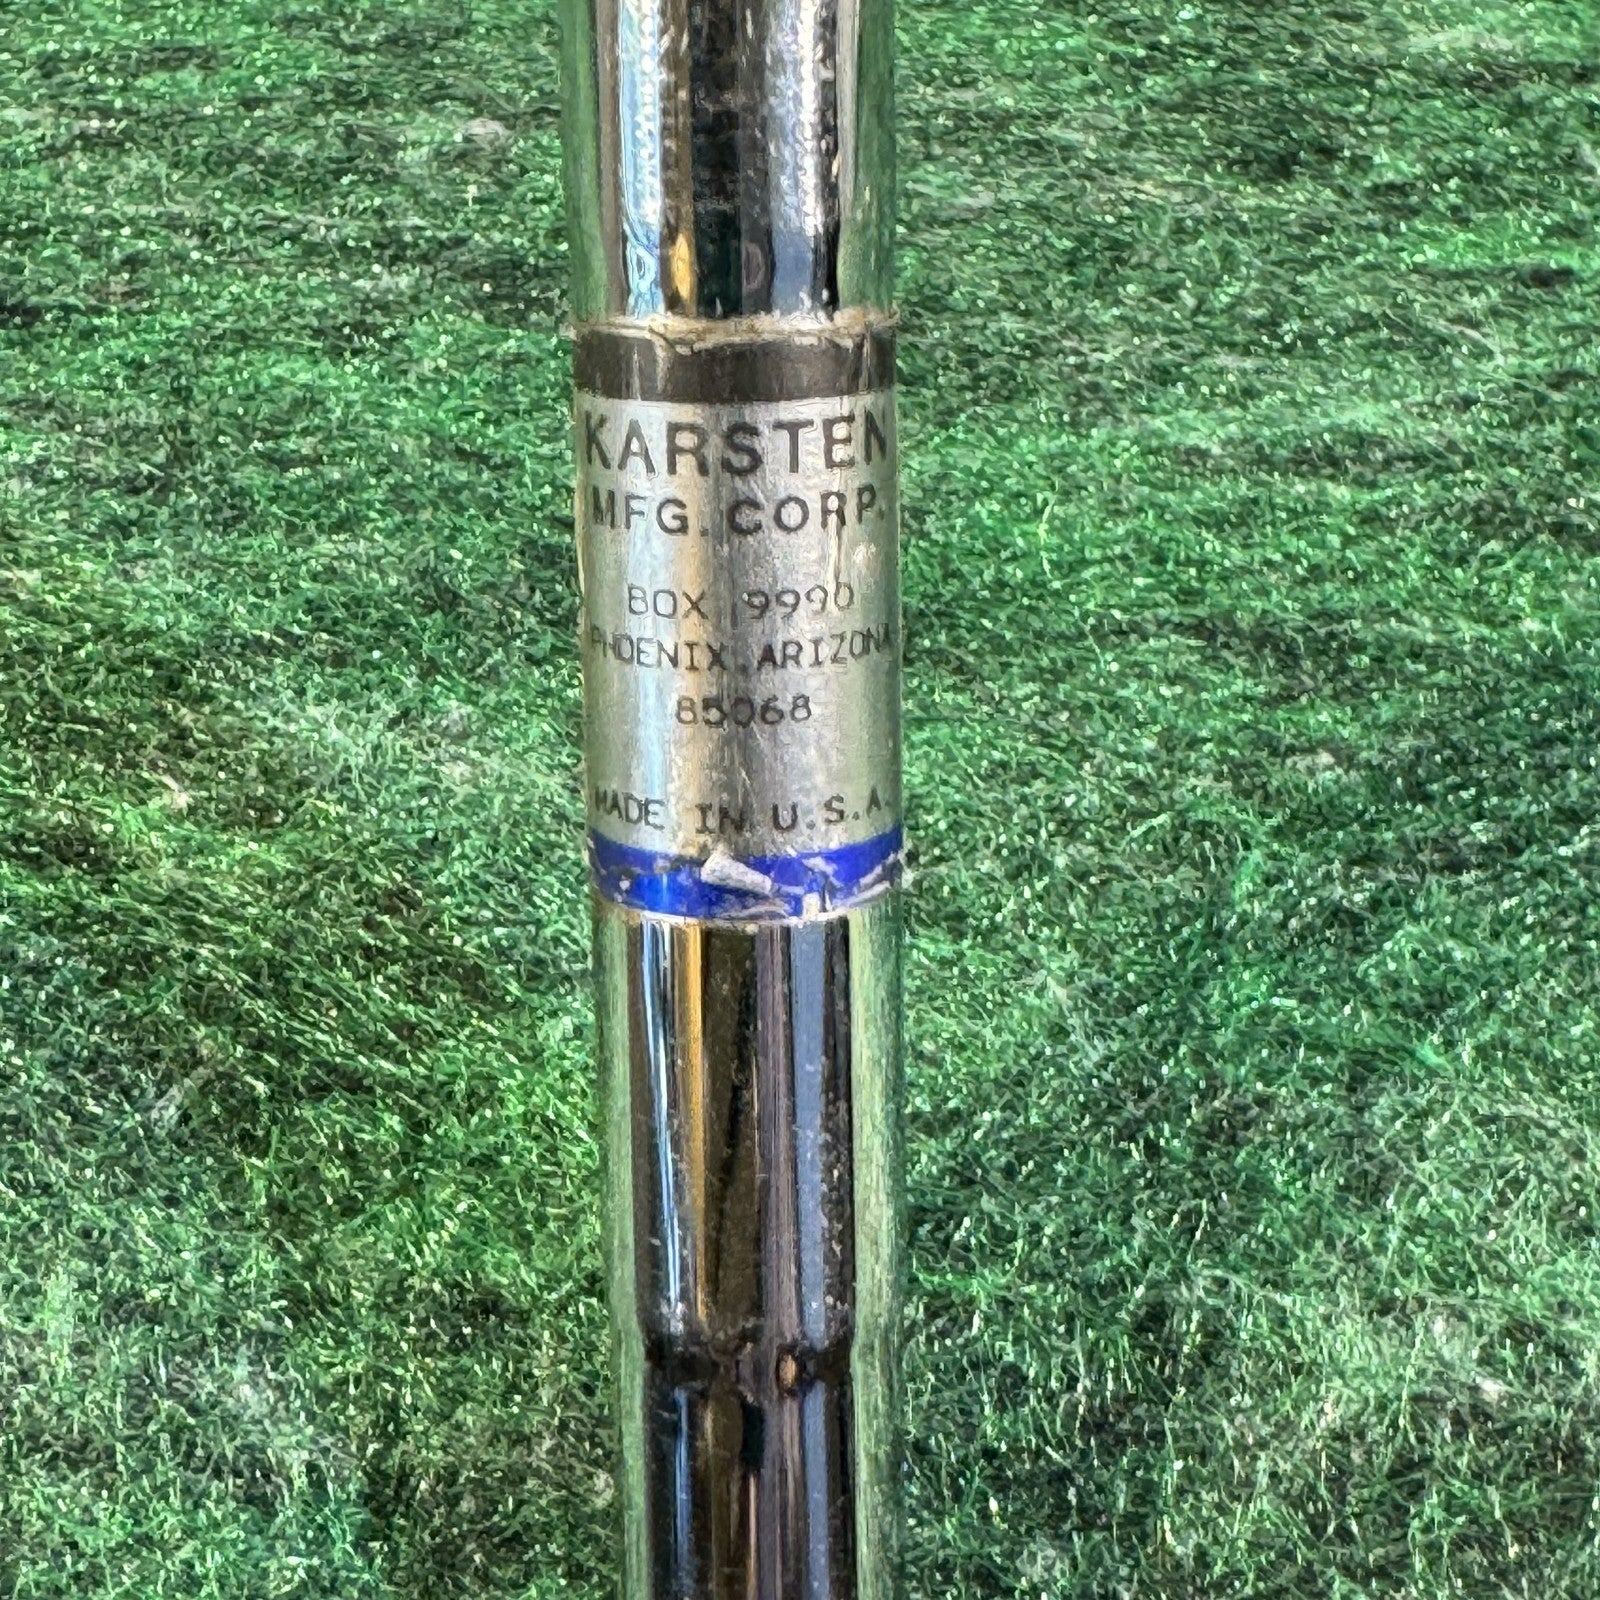 KARSTEN
MFG. CORP.
BOX 9990
PHOENIX, ARIZONA
85068
MADE IN U.S.A.